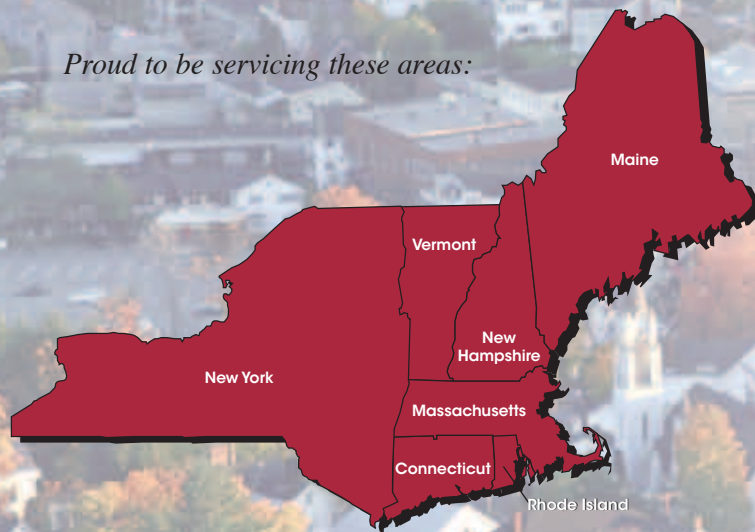 Proud to be servicing these areas:
Maine
Vermont
New
Hampshire
New York
Massachusetts
Connecticut
Rhode Island